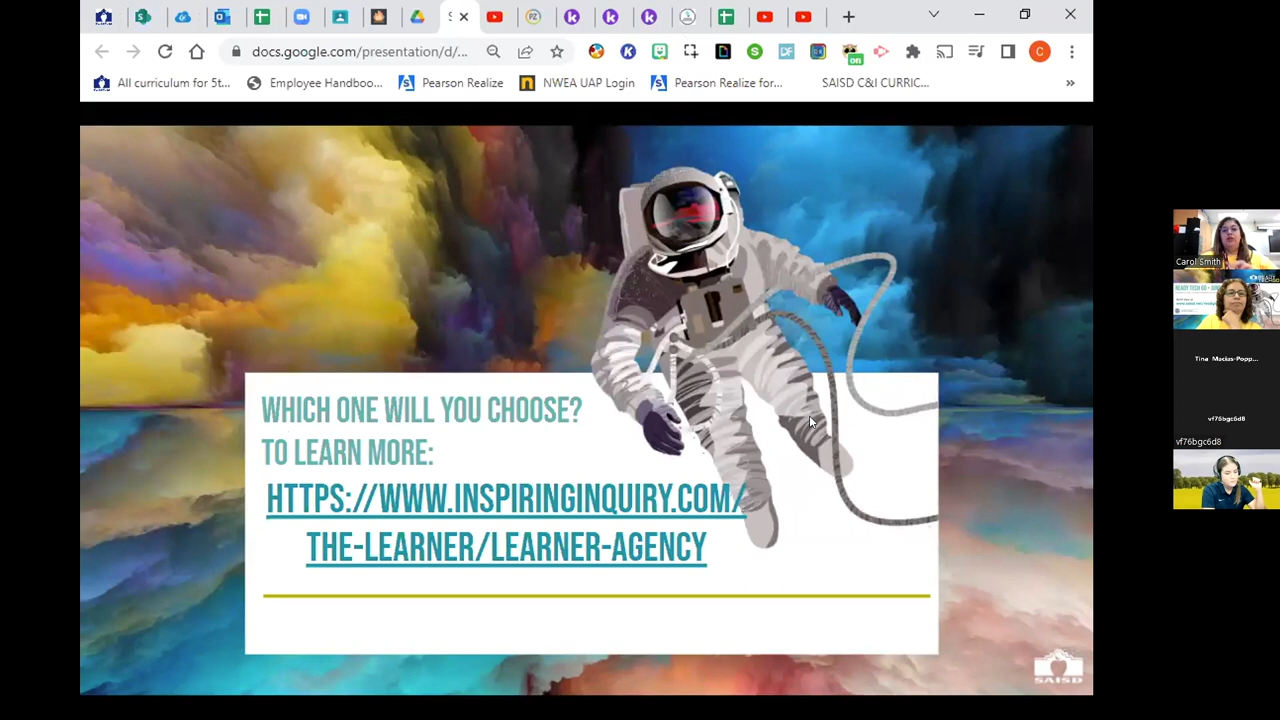 docs.google.com/presentation/d/...
All curriculum for 5t...
Employee Handboo...
Pearson Realize
NWEA UAP Login
Pearson Realize for...
SAISD C&I CURRIC...
WHICH ONE WILL YOU CHOOSE?
TO LEARN MORE:
HTTPS://WWW.INSPIRINGINQUIRY.COM/
THE-LEARNER/LEARNER-AGENCY
SAISD
Carol Smith
Tina Macias-Popp...
vf76bgc6d8
vf76bgc6d8